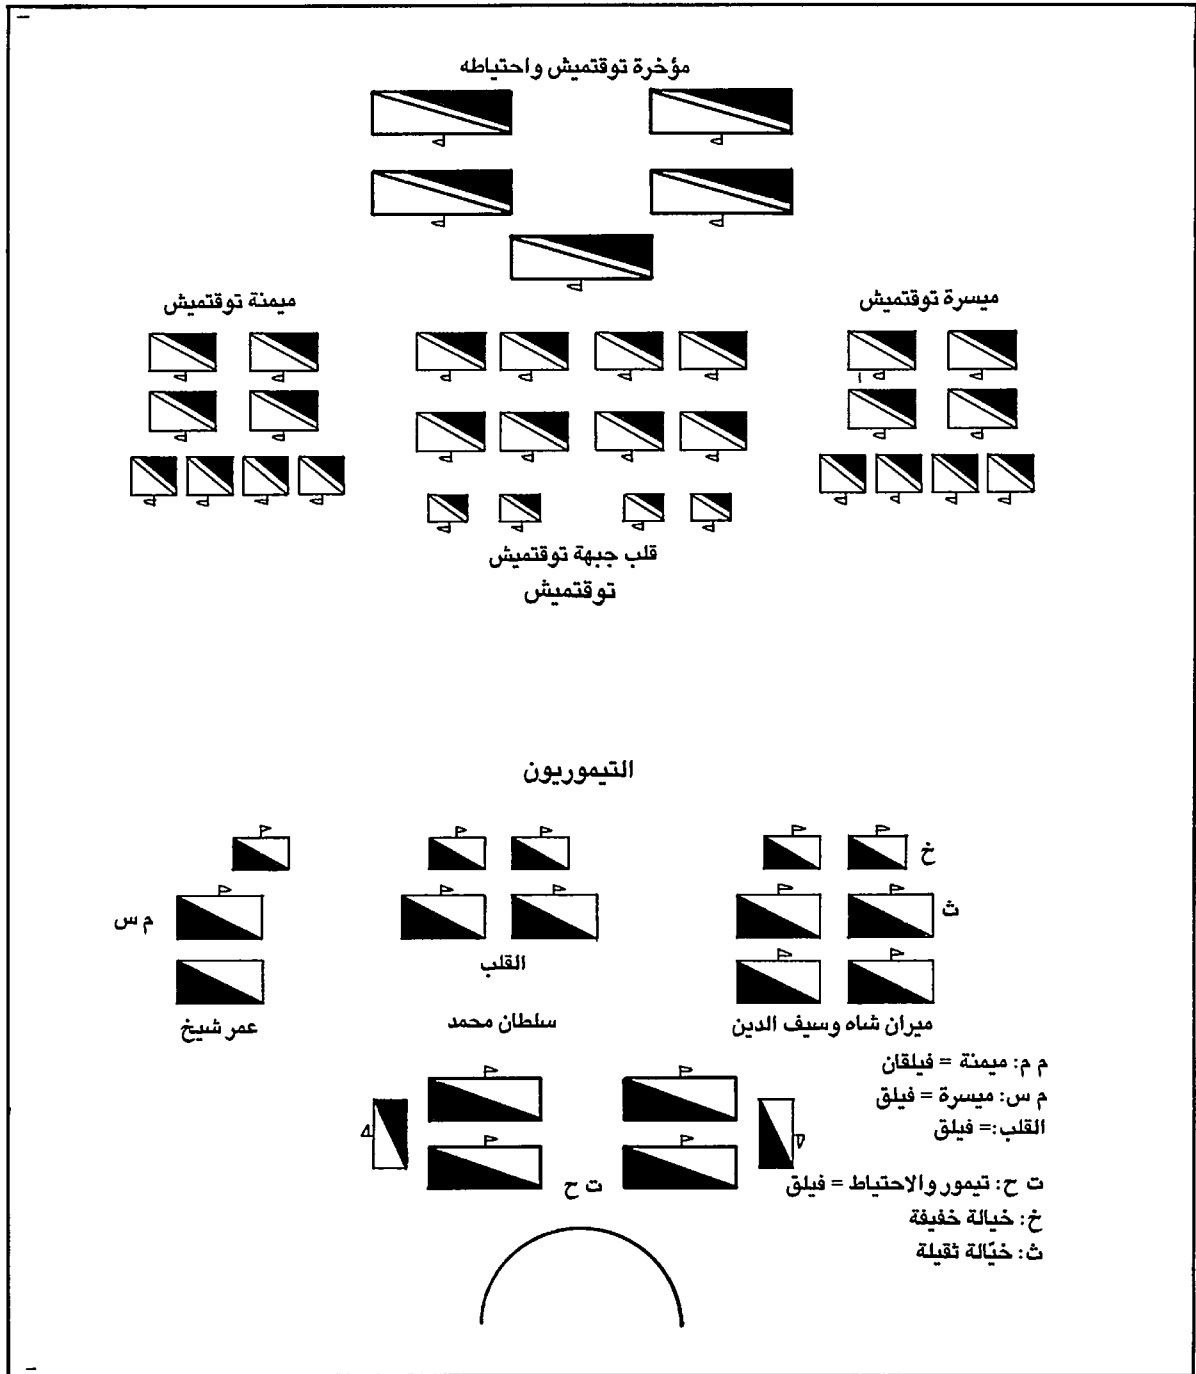 مؤخرة توقتميش واحتياطه
ميسرة توقتميش
ميمنة توقتميش
قلب جبهة توقتميش
توقتميش
التيموريون
خ
ث
م س
القلب
ميران شاه وسيف الدين
سلطان محمد
عمر شيخ
م م: ميمنة = فيلقان
م س: ميسرة = فيلق
القلب:= فيلق
ت ح
ت ح: تيمور والاحتياط = فيلق
خ: خيالة خفيفة
ث: خيّالة ثقيلة